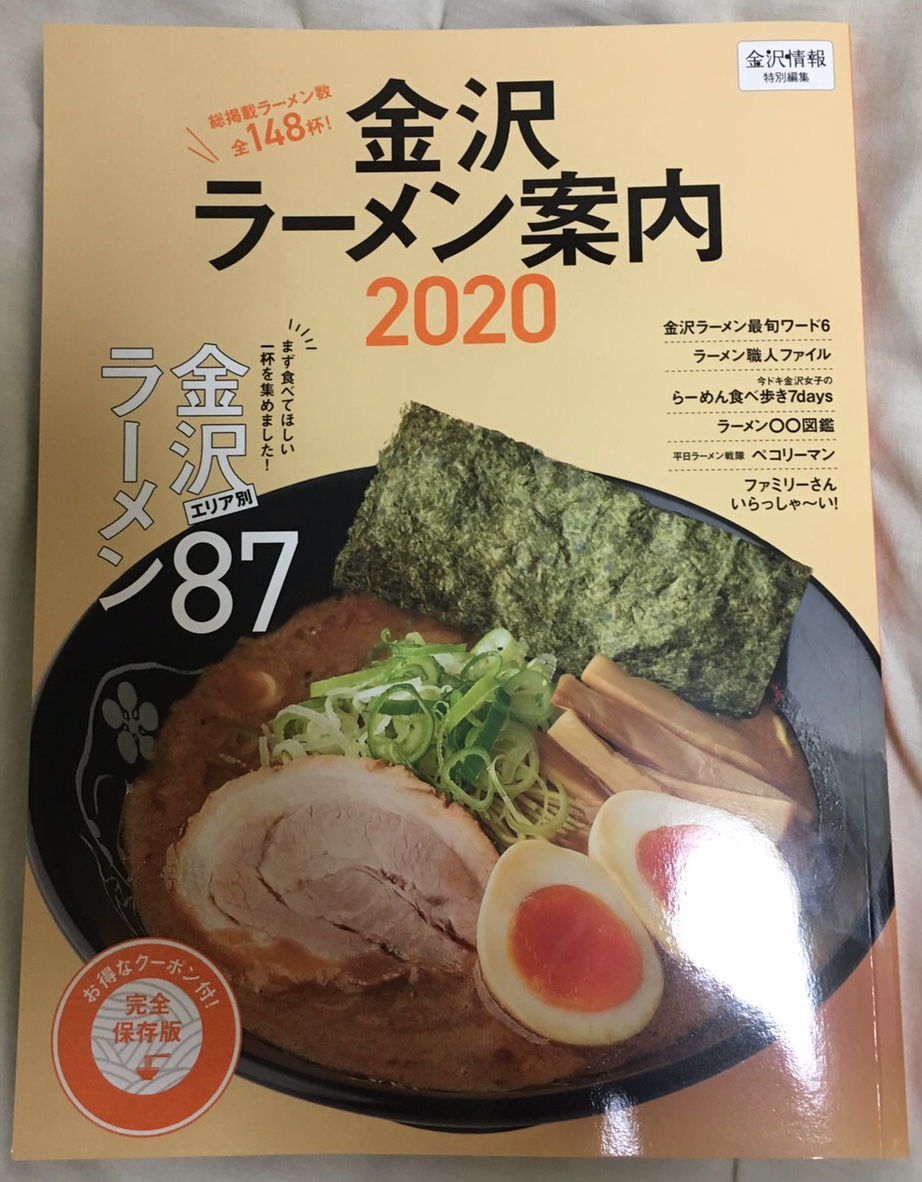 金沢情報
特別編集
総掲載ラーメン数
全148杯!
金沢
ラーメン案内
2020
まず食べてほしい
一杯を集めました!
金沢
ラーメン
エリア別
87
金沢ラーメン最旬ワード6
ラーメン職人ファイル
今ドキ金沢女子の
らーめん食べ歩き7days
ラーメン〇〇図鑑
平日ラーメン戦隊 ペコリーマン
ファミリーさん
いらっしゃ〜い!
お得なクーポン付!
完全
保存版